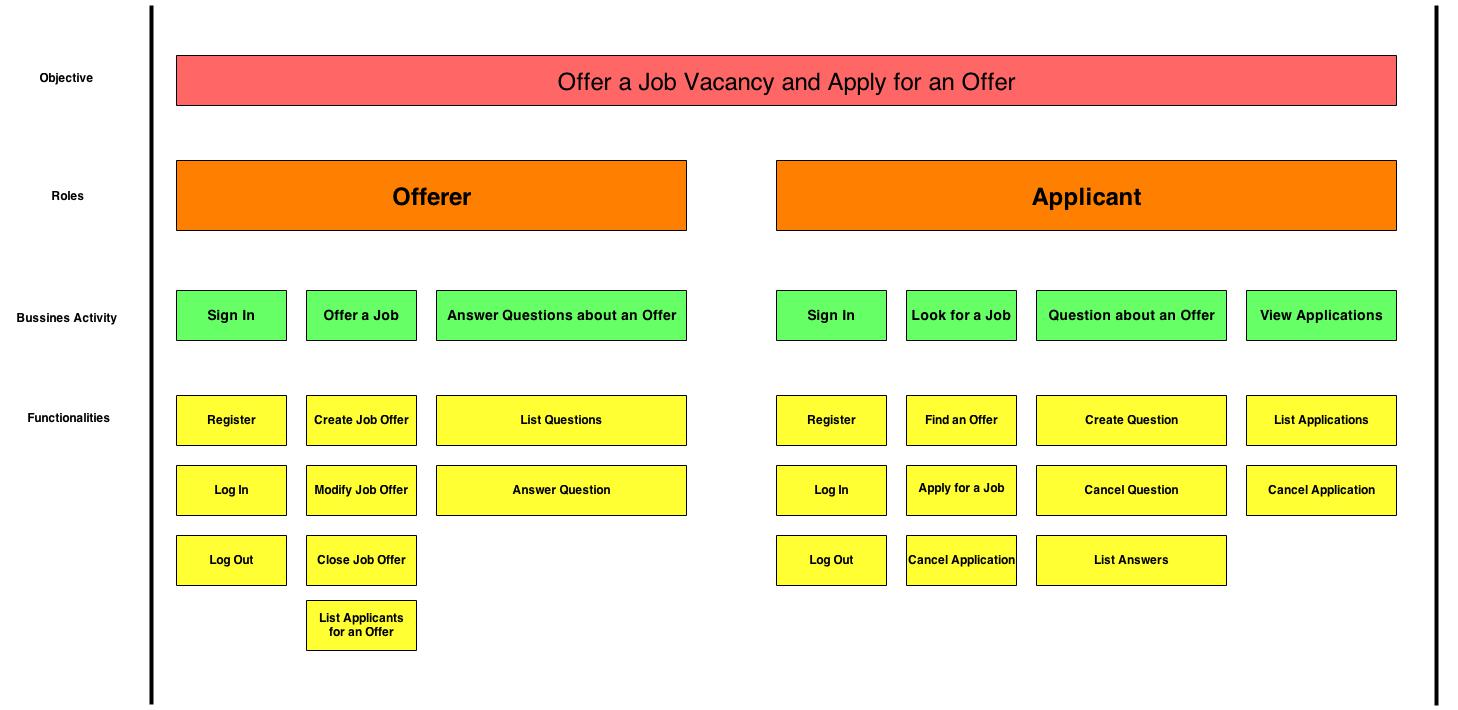 Objective
Offer a Job Vacancy and Apply for an Offer
Roles
Offerer
Applicant
Bussines Activity
Sign In
Offer a Job
Answer Questions about an Offer
Sign In
Look for a Job
Question about an Offer
View Applications
Functionalities
Register
Create Job Offer
List Questions
Register
Find an Offer
Create Question
List Applications
Log In
Modify Job Offer
Answer Question
Log In
Apply for a Job
Cancel Question
Cancel Application
Log Out
Close Job Offer
Log Out
Cancel Application
List Answers
List Applicants
for an Offer